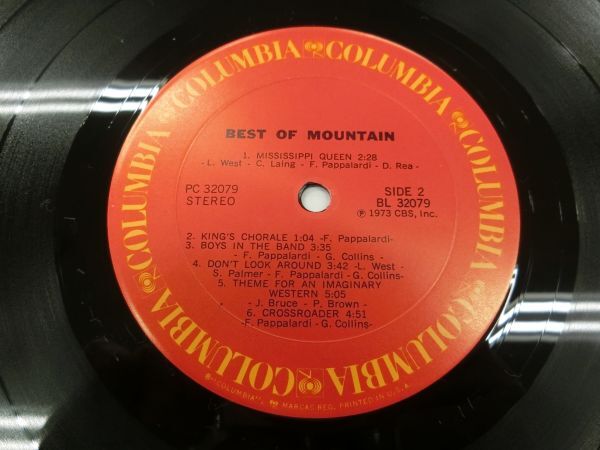 COLUMBIA COLUMBIA COLUMBIA COLUMBIA COLUMBIA COLUMBIA
BEST OF MOUNTAIN
1. MISSISSIPPI QUEEN 2:28
- L. West - C. Laing - F. Pappalardi - D. Rea -
PC 32079
STEREO
SIDE 2
BL 32079
℗ 1973 CBS, Inc.
2. KING'S CHORALE 1:04 -F. Pappalardi-
3. BOYS IN THE BAND 3:35
- F. Pappalardi - G. Collins -
4. DON'T LOOK AROUND 3:42 -L. West -
S. Palmer - F. Pappalardi - G. Collins-
5. THEME FOR AN IMAGINARY
WESTERN 5:05
- J. Bruce - P. Brown -
6. CROSSROADER 4:51
-F. Pappalardi - G. Collins-
® "COLUMBIA", MARCAS REG. PRINTED IN U.S.A.